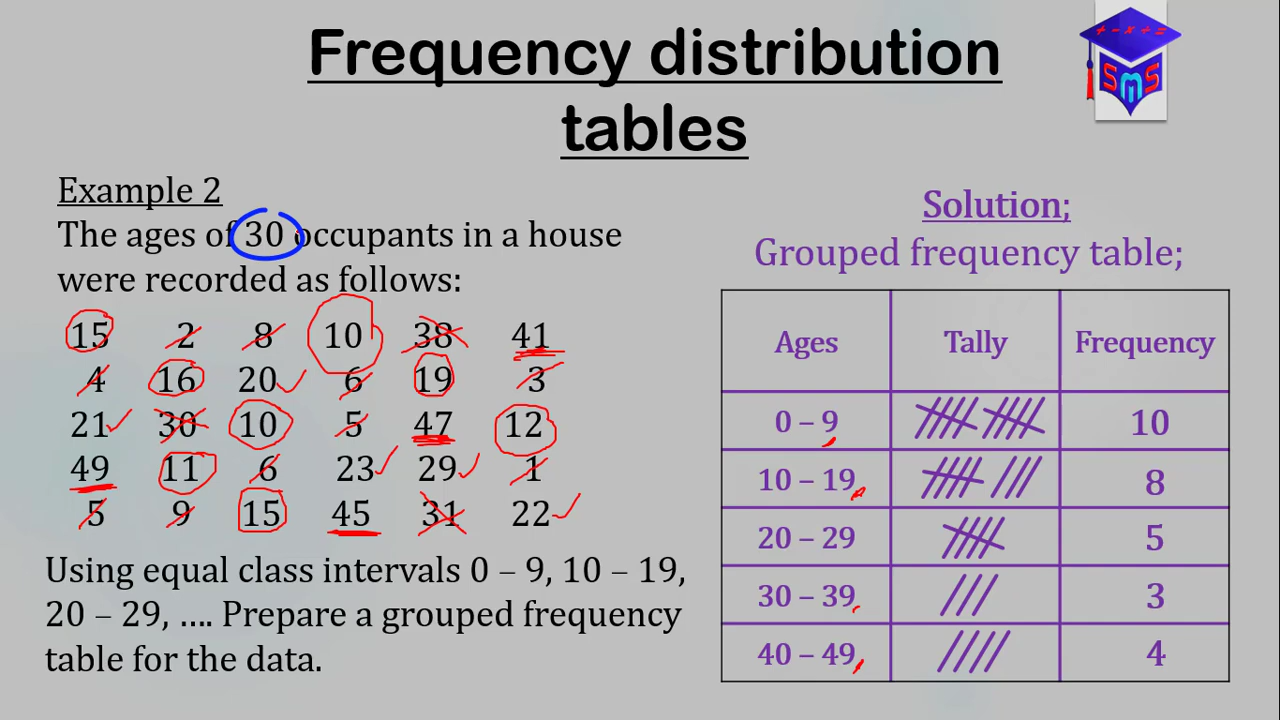 Frequency distribution
tables
+ - × ÷ =
SMS
Example 2
The ages of 30 occupants in a house
were recorded as follows:
15 2 8 10 38 41
4 16 20 6 19 3
21 30 10 5 47 12
49 11 6 23 29 1
5 9 15 45 31 22
Using equal class intervals 0 – 9, 10 – 19,
20 – 29, .... Prepare a grouped frequency
table for the data.
Solution;
Grouped frequency table;
Ages Tally Frequency
0 – 9 10
10 – 19 8
20 – 29 5
30 – 39 3
40 – 49 4